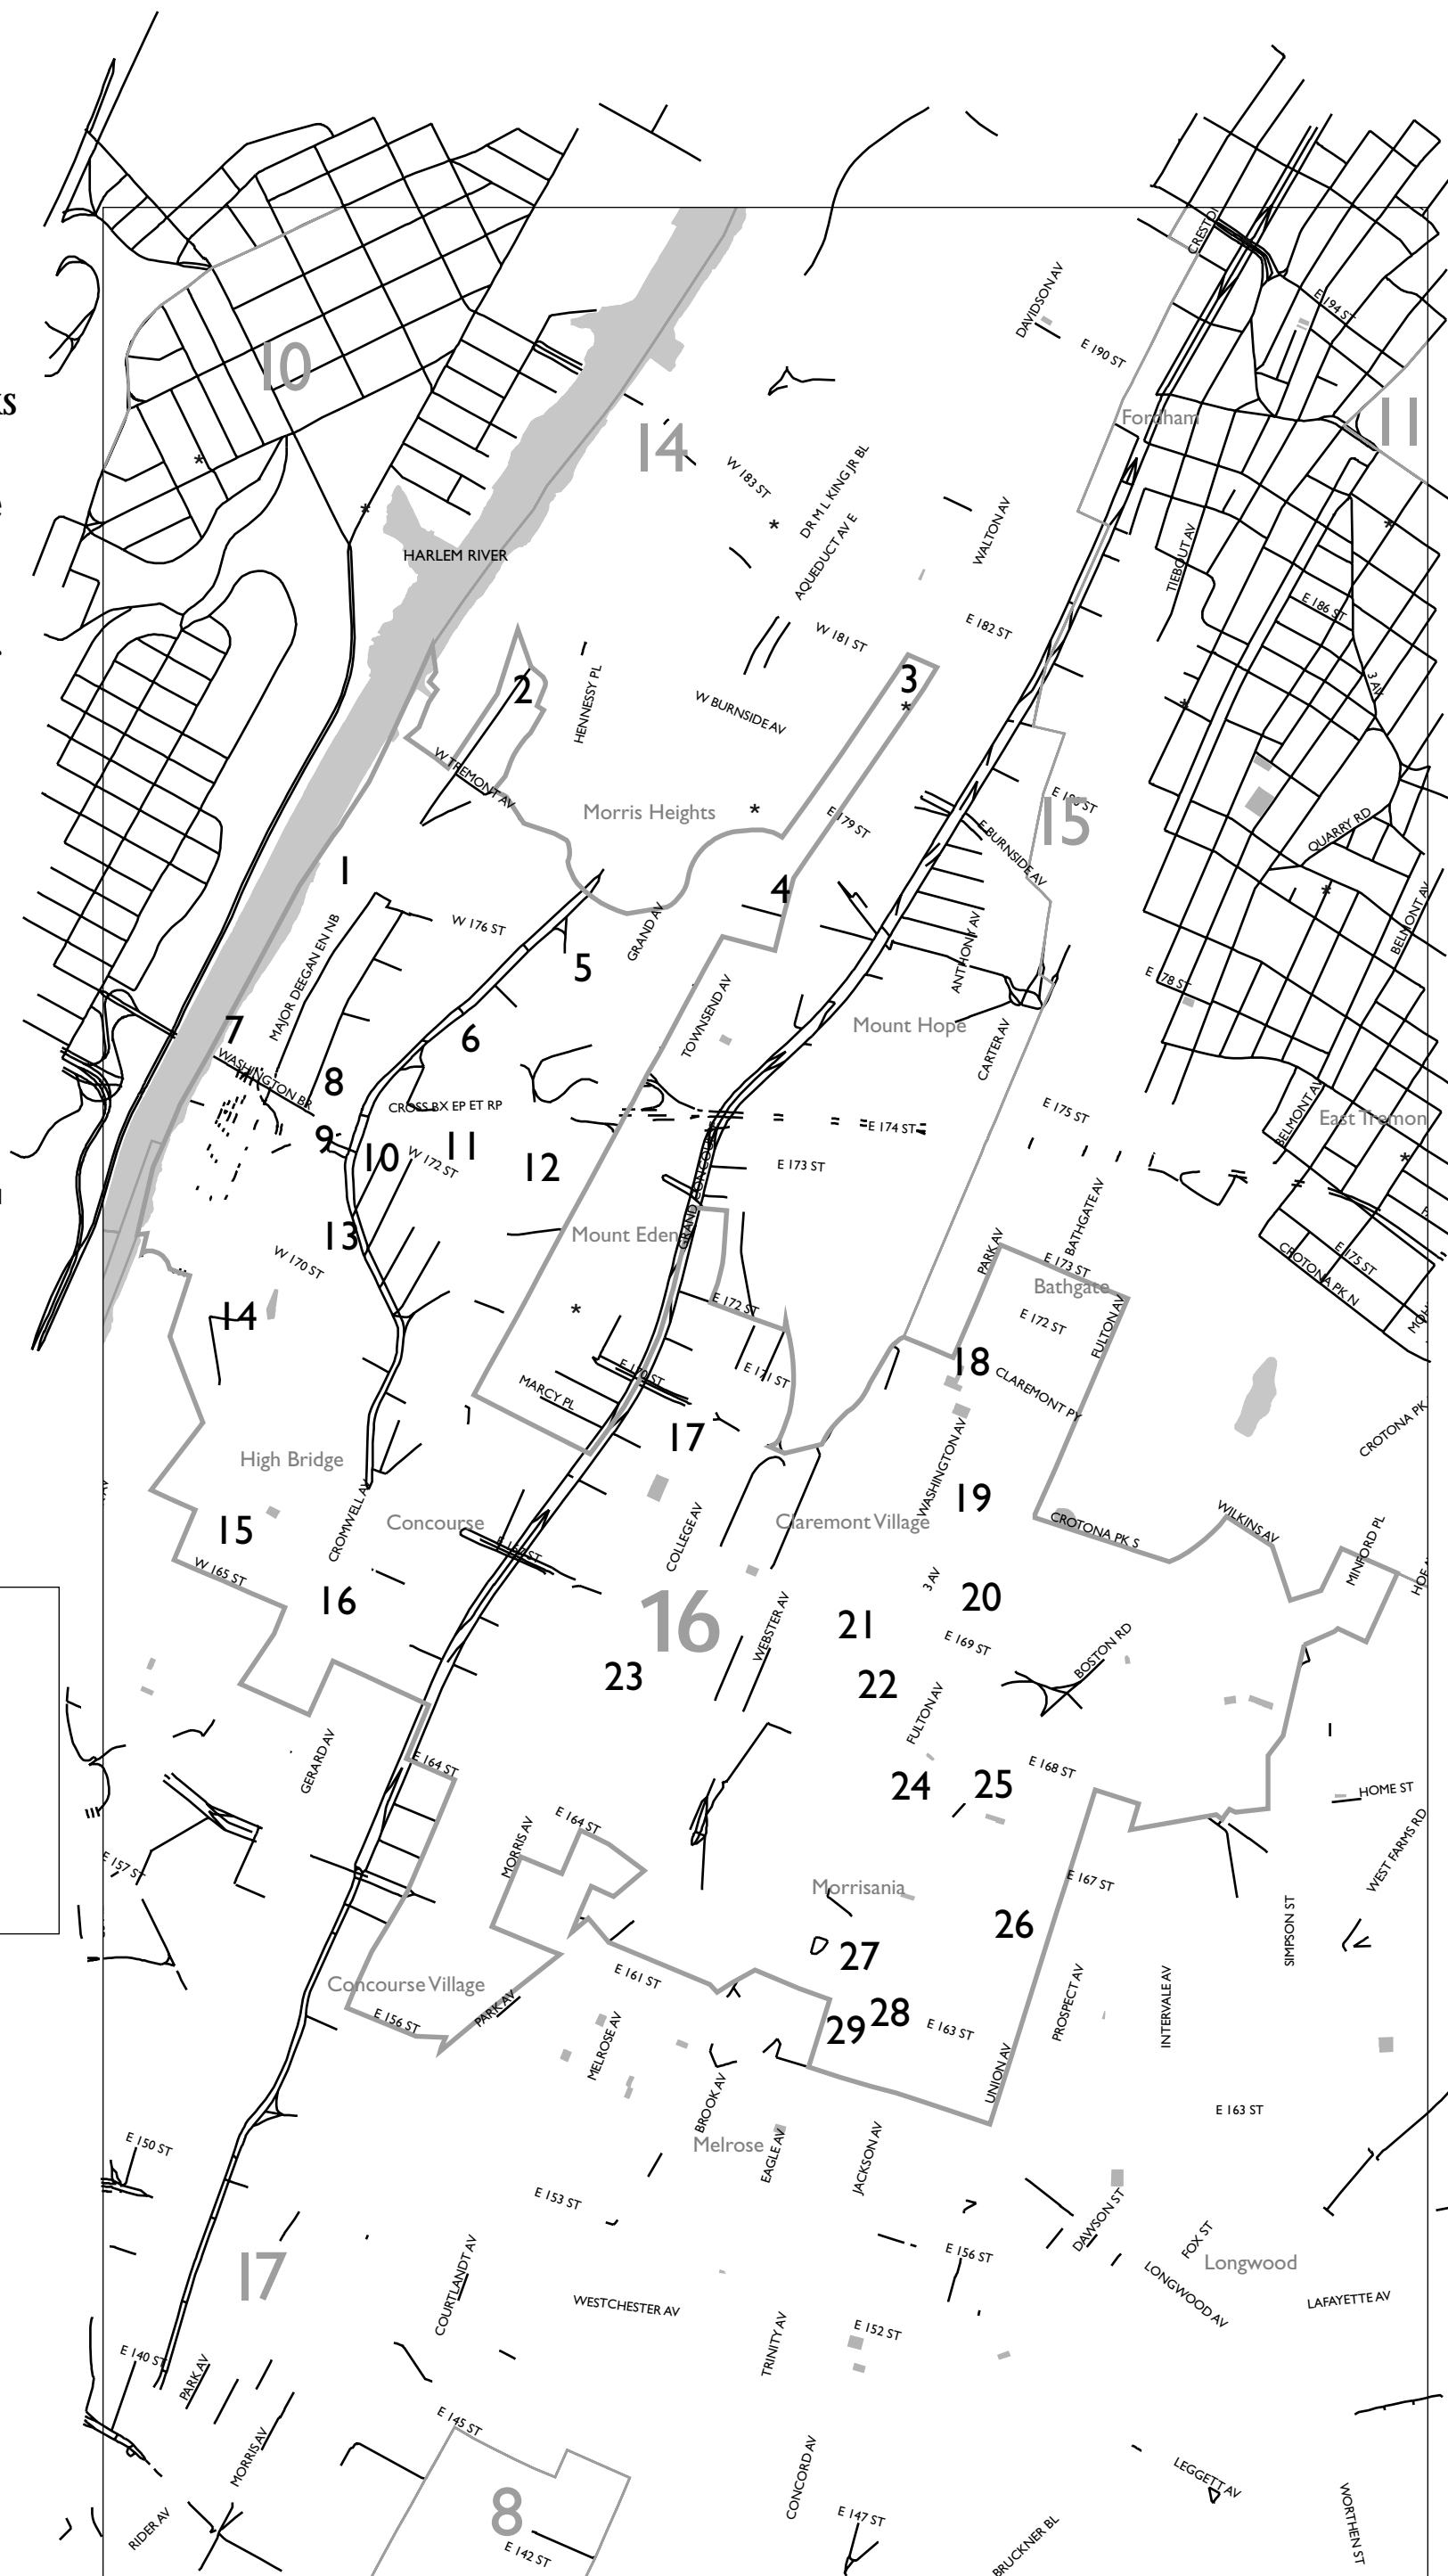 CREST
DAVIDSON AV
E 194 ST
E 190 ST
10
ks
Fordham
11
14
W 183 ST
DR M L KING JR BL
AQUEDUCT AV E
WALTON AV
TIEBOUT AV
HARLEM RIVER
E 186 ST
W 181 ST
E 182 ST
3
*
3 AV
2
HENNESSY PL
W BURNSIDE AV
W TREMONT AV
Morris Heights
*
E 179 ST
E 180 ST
15
E BURNSIDE AV
QUARRY RD
1
4
BELMONT AV
W 176 ST
GRAND AV
ANTHONY AV
MAJOR DEEGAN EN NB
5
E 178 ST
TOWNSEND AV
7
6
Mount Hope
CARTER AV
WASHINGTON BR
8
CROSS BX EP ET RP
E 175 ST
BELMONT AV
East Tremon
E 174 ST
9
10
W 172 ST
11
12
GRAND CONCOURSE
E 173 ST
13
Mount Eden
PARK AV
BATHGATE AV
W 170 ST
E 173 ST
Bathgate
E 175 ST
CROTONA PK N
14
*
E 172 ST
E 172 ST
FULTON AV
MOH
E 170 ST
E 171 ST
18
CLAREMONT PY
MARCY PL
17
CROTONA PK
High Bridge
WASHINGTON AV
19
CROMWELL AV
Concourse
COLLEGE AV
Claremont Village
CROTONA PK S
WILKINS AV
MINFORD PL
15
W 165 ST
HOE
16
16
WEBSTER AV
3 AV
20
21
E 169 ST
BOSTON RD
23
22
FULTON AV
GERARD AV
E 164 ST
24
25
E 168 ST
HOME ST
MORRIS AV
E 164 ST
WEST FARMS RD
E 157 ST
Morrisania
E 167 ST
26
SIMPSON ST
27
Concourse Village
E 161 ST
PARK AV
E 156 ST
28
29
E 163 ST
PROSPECT AV
INTERVALE AV
MELROSE AV
UNION AV
BROOK AV
E 163 ST
E 150 ST
Melrose
EAGLE AV
JACKSON AV
E 153 ST
DAWSON ST
FOX ST
E 156 ST
Longwood
17
COURTLANDT AV
LONGWOOD AV
WESTCHESTER AV
LAFAYETTE AV
E 152 ST
TRINITY AV
E 140 ST
PARK AV
E 145 ST
MORRIS AV
CONCORD AV
LEGGETT AV
8
RIDER AV
E 147 ST
WORTHEN ST
E 142 ST
BRUCKNER BL